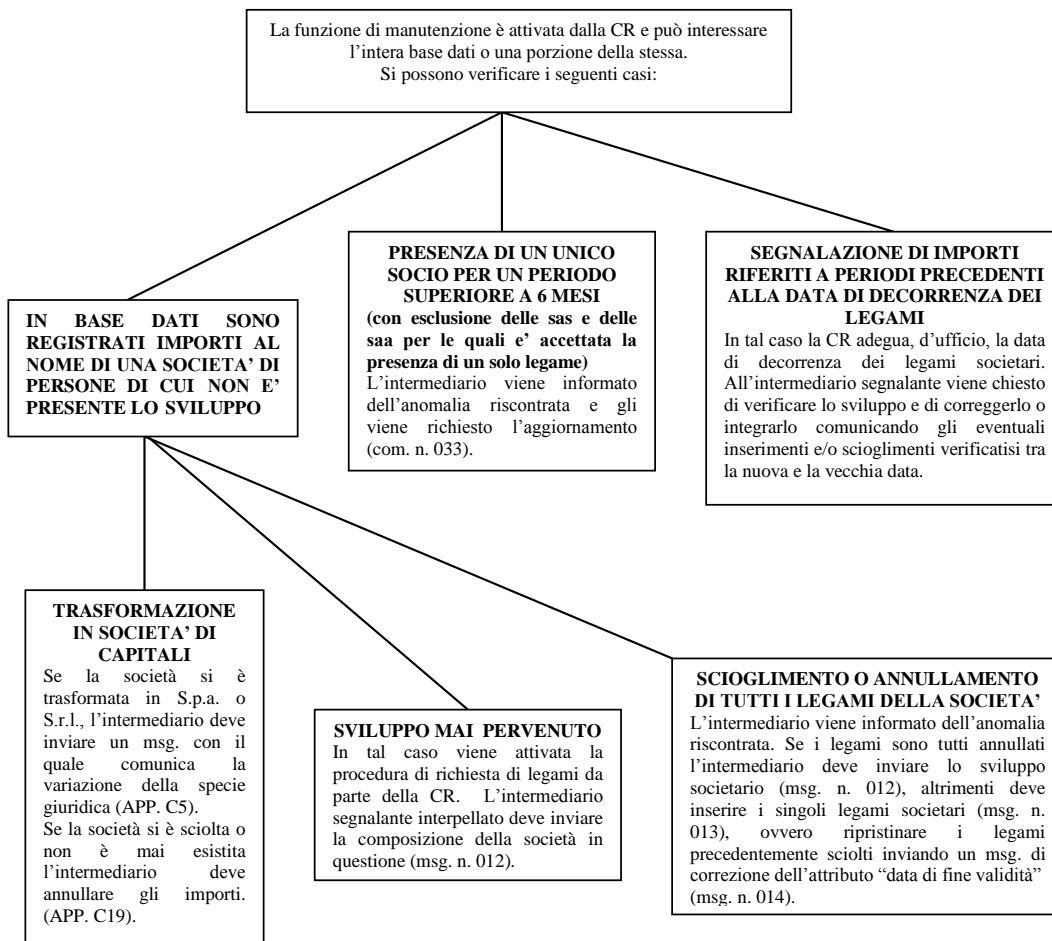 La funzione di manutenzione è attivata dalla CR e può interessare
l'intera base dati o una porzione della stessa.
Si possono verificare i seguenti casi:
IN BASE DATI SONO
REGISTRATI IMPORTI AL
NOME DI UNA SOCIETA' DI
PERSONE DI CUI NON E'
PRESENTE LO SVILUPPO
PRESENZA DI UN UNICO
SOCIO PER UN PERIODO
SUPERIORE A 6 MESI
(con esclusione delle sas e delle
saa per le quali e' accettata la
presenza di un solo legame)
L'intermediario viene informato
dell'anomalia riscontrata e gli
viene richiesto l'aggiornamento
(com. n. 033).
SEGNALAZIONE DI IMPORTI
RIFERITI A PERIODI PRECEDENTI
ALLA DATA DI DECORRENZA DEI
LEGAMI
In tal caso la CR adegua, d'ufficio, la data
di decorrenza dei legami societari.
All'intermediario segnalante viene chiesto
di verificare lo sviluppo e di correggerlo o
integrarlo comunicando gli eventuali
inserimenti e/o scioglimenti verificatisi tra
la nuova e la vecchia data.
TRASFORMAZIONE
IN SOCIETA' DI
CAPITALI
Se la società si è
trasformata in S.p.a. o
S.r.l., l'intermediario deve
inviare un msg. con il
quale comunica la
variazione della specie
giuridica (APP. C5).
Se la società si è sciolta o
non è mai esistita
l'intermediario deve
annullare gli importi.
(APP. C19).
SVILUPPO MAI PERVENUTO
In tal caso viene attivata la
procedura di richiesta di legami da
parte della CR. L'intermediario
segnalante interpellato deve inviare
la composizione della società in
questione (msg. n. 012).
SCIOGLIMENTO O ANNULLAMENTO
DI TUTTI I LEGAMI DELLA SOCIETA'
L'intermediario viene informato dell'anomalia
riscontrata. Se i legami sono tutti annullati
l'intermediario deve inviare lo sviluppo
societario (msg. n. 012), altrimenti deve
inserire i singoli legami societari (msg. n.
013), ovvero ripristinare i legami
precedentemente sciolti inviando un msg. di
correzione dell'attributo "data di fine validità"
(msg. n. 014).